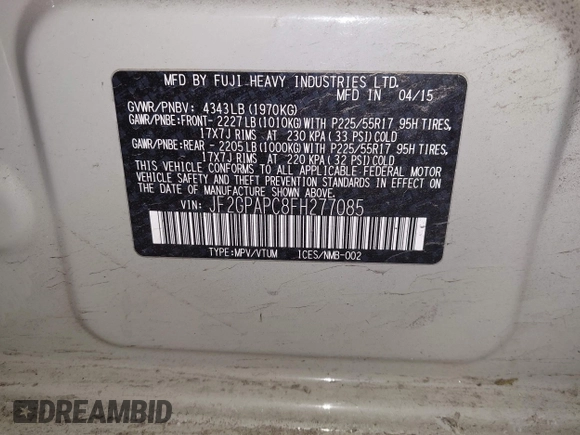 MFD BY FUJI HEAVY INDUSTRIES LTD.
MFD IN 04/15
GVWR/PNBV: 4343LB(1970KG)
GAWR/PNBE:FRONT- 2227LB(1010KG)WITH P225/55R17 95H TIRES,
17X7J RIMS AT 230 KPA(33 PSI)COLD
GAWR/PNBE:REAR - 2205LB(1000KG)WITH P225/55R17 95H TIRES,
17X7J RIMS AT 220 KPA(32 PSI)COLD
THIS VEHICLE CONFORMS TO ALL APPLICABLE FEDERAL MOTOR
VEHICLE SAFETY, BUMPER, AND THEFT PREVENTION STANDARDS
IN EFFECT ON THE DATE OF MANUFACTURE SHOWN ABOVE.
VIN: JF2GPAPC8FH277085
TYPE:MPV/VTUM ICES/NMB-002
DREAMBID